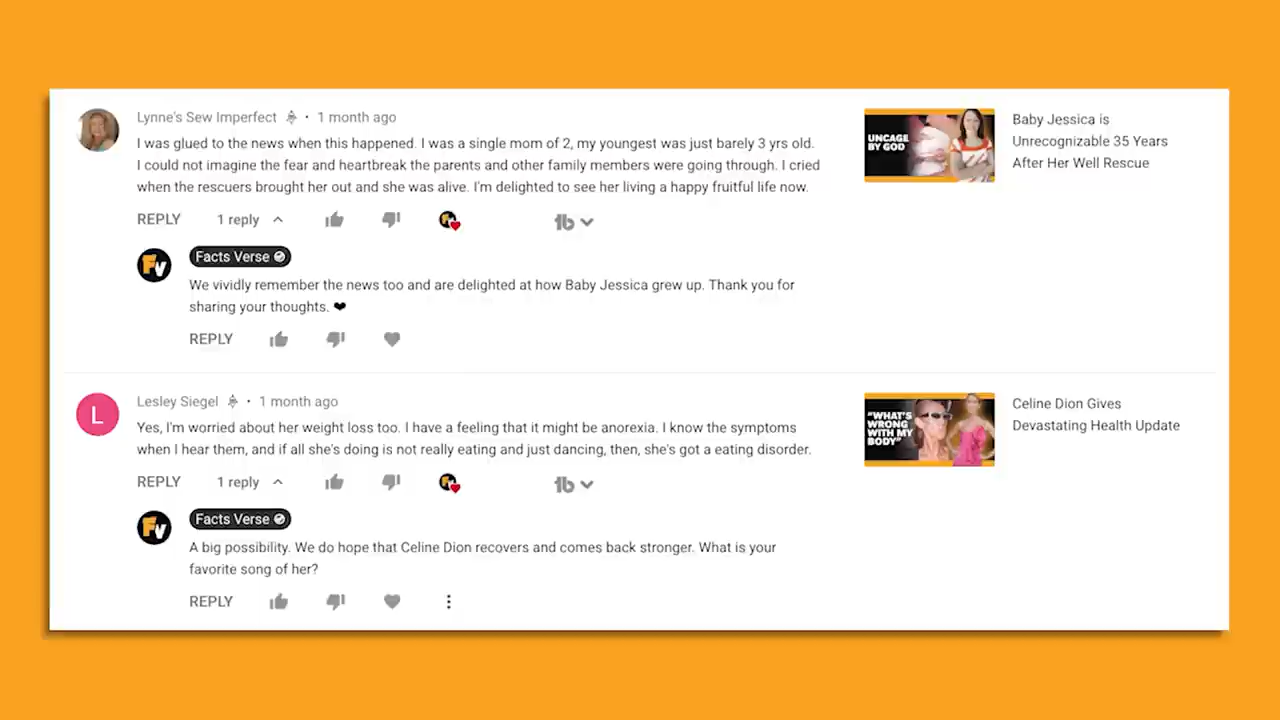 Lynne's Sew Imperfect • 1 month ago
I was glued to the news when this happened. I was a single mom of 2, my youngest was just barely 3 yrs old.
I could not imagine the fear and heartbreak the parents and other family members were going through. I cried
when the rescuers brought her out and she was alive. I'm delighted to see her living a happy fruitful life now.
REPLY 1 reply
Fv Facts Verse
We vividly remember the news too and are delighted at how Baby Jessica grew up. Thank you for
sharing your thoughts. ❤
REPLY
UNCAGE
BY GOD
Baby Jessica is
Unrecognizable 35 Years
After Her Well Rescue
L
Lesley Siegel • 1 month ago
Yes, I'm worried about her weight loss too. I have a feeling that it might be anorexia. I know the symptoms
when I hear them, and if all she's doing is not really eating and just dancing, then, she's got a eating disorder.
REPLY 1 reply
Fv Facts Verse
A big possibility. We do hope that Celine Dion recovers and comes back stronger. What is your
favorite song of her?
REPLY
"WHAT'S
WRONG
WITH MY
BODY"
Celine Dion Gives
Devastating Health Update